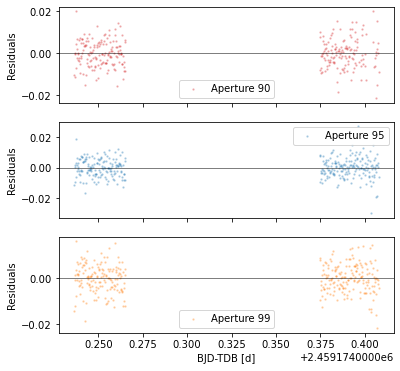 0.02
0.00
−0.02
Residuals
Aperture 90
0.02
0.00
−0.02
Residuals
Aperture 95
0.00
−0.02
Residuals
Aperture 99
0.250 0.275 0.300 0.325 0.350 0.375 0.400
BJD-TDB [d]
+2.4591740000e6